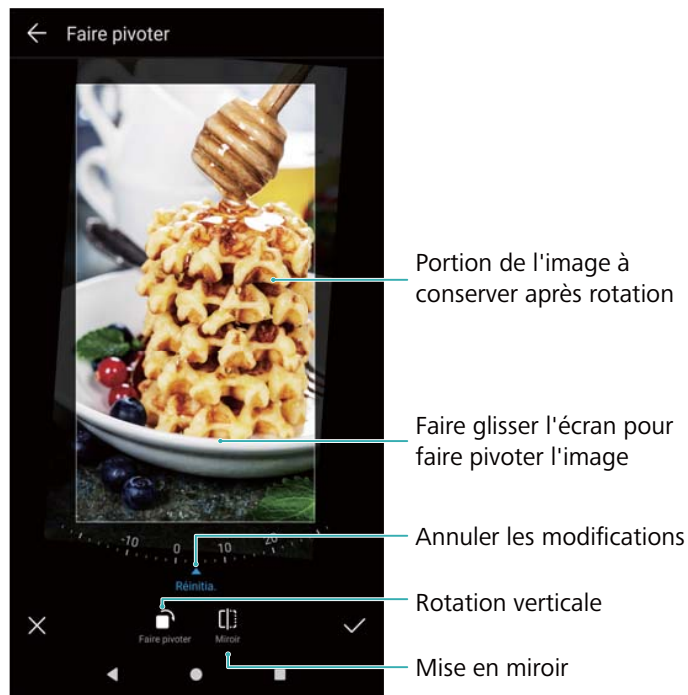 Faire pivoter
Portion de l'image à
conserver après rotation
Faire glisser l'écran pour
faire pivoter l'image
-10 0 10 20
Annuler les modifications
Réinitia.
Rotation verticale
Faire pivoter Miroir
Mise en miroir